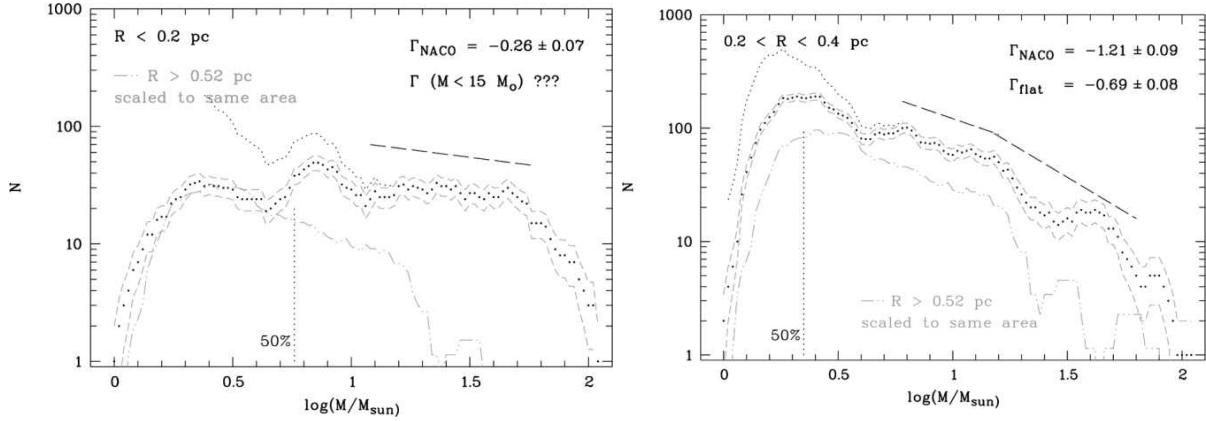 1000
100
10
1
N
R < 0.2 pc
Γ_NACO = −0.26 ± 0.07
R > 0.52 pc
Γ (M < 15 M_o) ???
scaled to same area
50%
0 0.5 1 1.5 2
log(M/M_sun)
1000
100
10
1
N
0.2 < R < 0.4 pc
Γ_NACO = −1.21 ± 0.09
Γ_flat = −0.69 ± 0.08
R > 0.52 pc
scaled to same area
50%
0 0.5 1 1.5 2
log(M/M_sun)